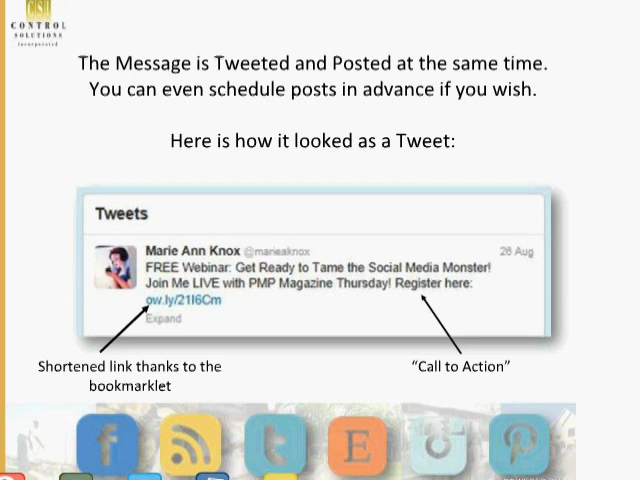 CSI
CONTROL
SOLUTIONS
Incorporated
The Message is Tweeted and Posted at the same time.
You can even schedule posts in advance if you wish.
Here is how it looked as a Tweet:
Tweets
Marie Ann Knox @marieaknox 26 Aug
FREE Webinar: Get Ready to Tame the Social Media Monster!
Join Me LIVE with PMP Magazine Thursday! Register here:
ow.ly/21I6Cm
Expand
Shortened link thanks to the
bookmarklet
“Call to Action”
f t E